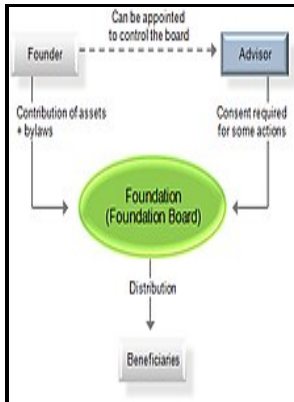 Can be appointed
to control the board
Founder
Advisor
Contribution of assets
+ bylaws
Consent required
for some actions
Foundation
(Foundation Board)
Distribution
Beneficiaries